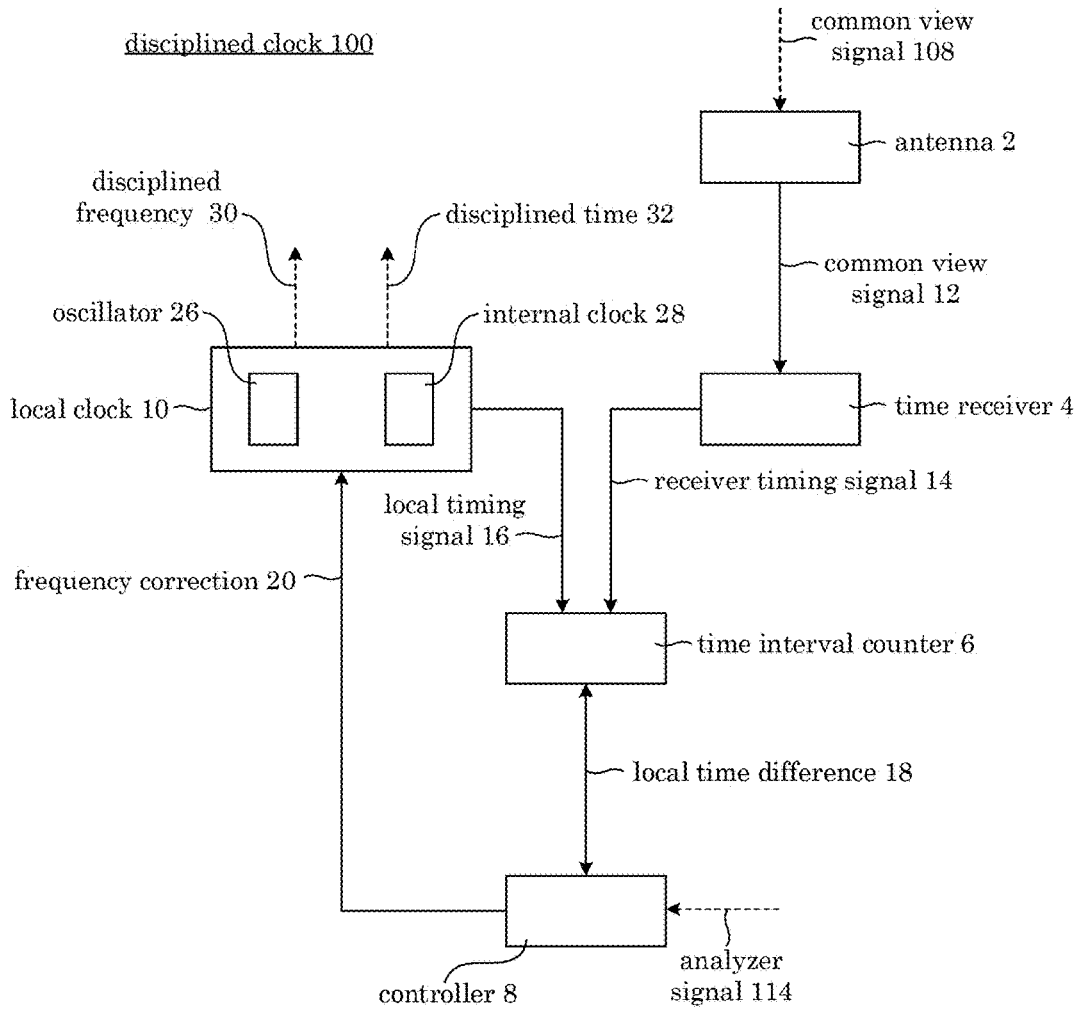 disciplined clock 100
common view
signal 108
antenna 2
disciplined
frequency 30
disciplined time 32
common view
signal 12
oscillator 26
internal clock 28
local clock 10
time receiver 4
receiver timing signal 14
local timing
signal 16
frequency correction 20
time interval counter 6
local time difference 18
analyzer
signal 114
controller 8